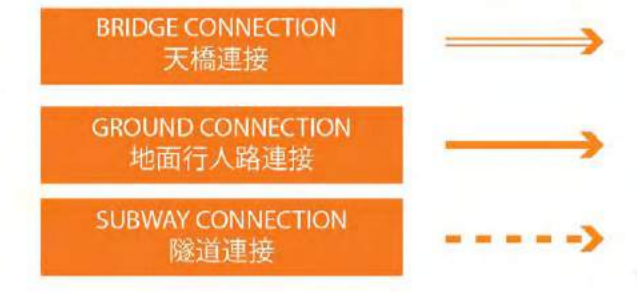 BRIDGE CONNECTION
天橋連接
GROUND CONNECTION
地面行人路連接
SUBWAY CONNECTION
隧道連接